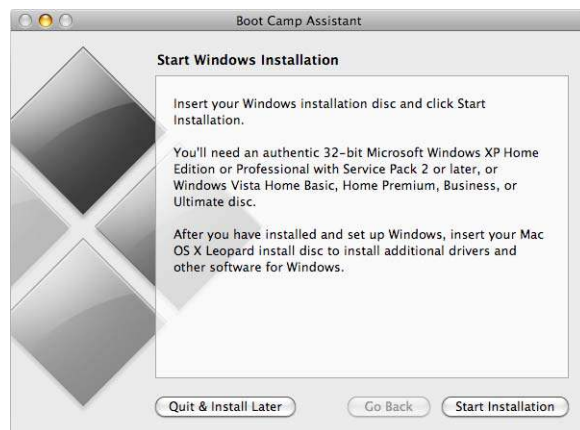 Boot Camp Assistant
Start Windows Installation
Insert your Windows installation disc and click Start
Installation.
You'll need an authentic 32-bit Microsoft Windows XP Home
Edition or Professional with Service Pack 2 or later, or
Windows Vista Home Basic, Home Premium, Business, or
Ultimate disc.
After you have installed and set up Windows, insert your Mac
OS X Leopard install disc to install additional drivers and
other software for Windows.
Quit & Install Later
Go Back
Start Installation